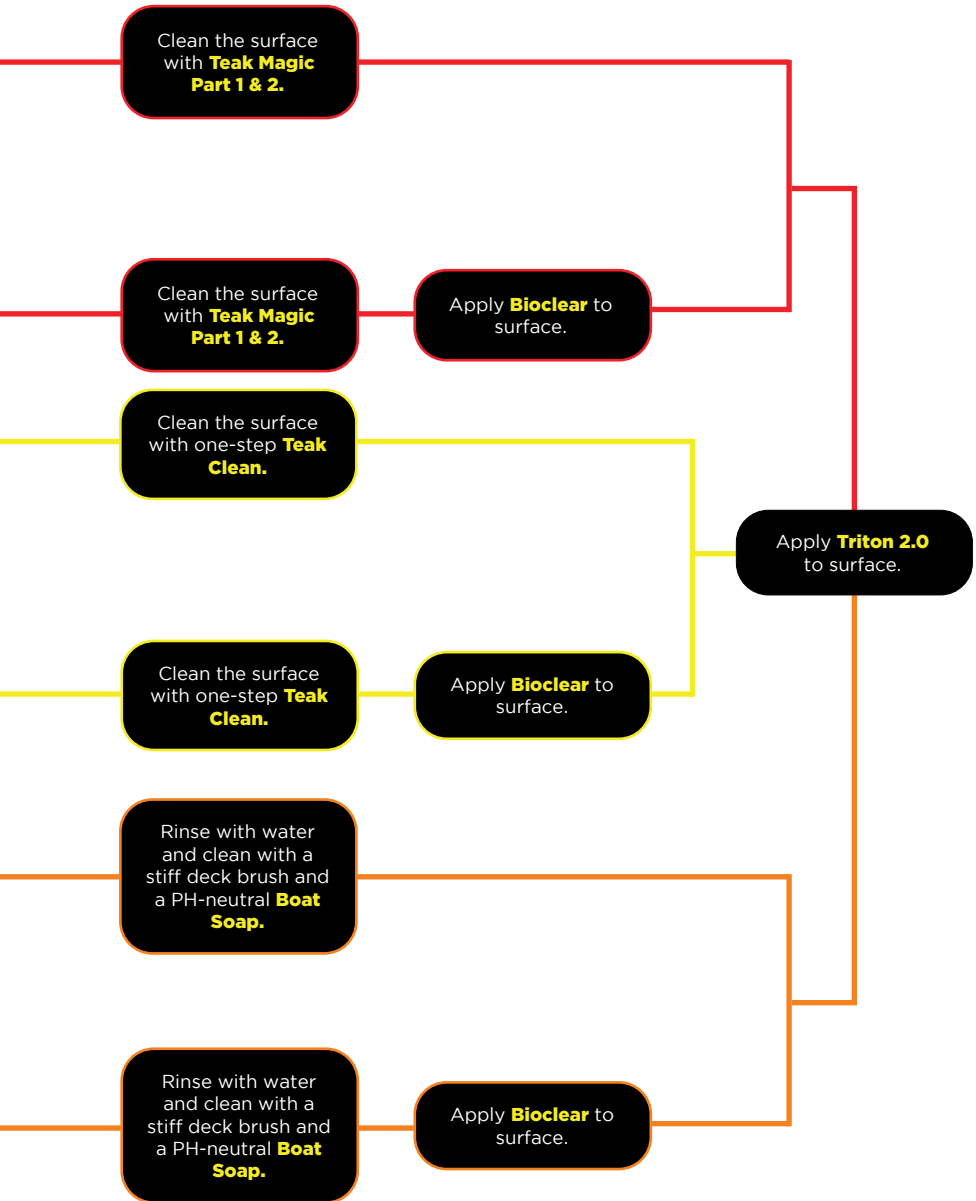 Clean the surface
with Teak Magic
Part 1 & 2.
Clean the surface
with Teak Magic
Part 1 & 2.
Apply Bioclear to
surface.
Clean the surface
with one-step Teak
Clean.
Apply Triton 2.0
to surface.
Clean the surface
with one-step Teak
Clean.
Apply Bioclear to
surface.
Rinse with water
and clean with a
stiff deck brush and
a PH-neutral Boat
Soap.
Rinse with water
and clean with a
stiff deck brush and
a PH-neutral Boat
Soap.
Apply Bioclear to
surface.